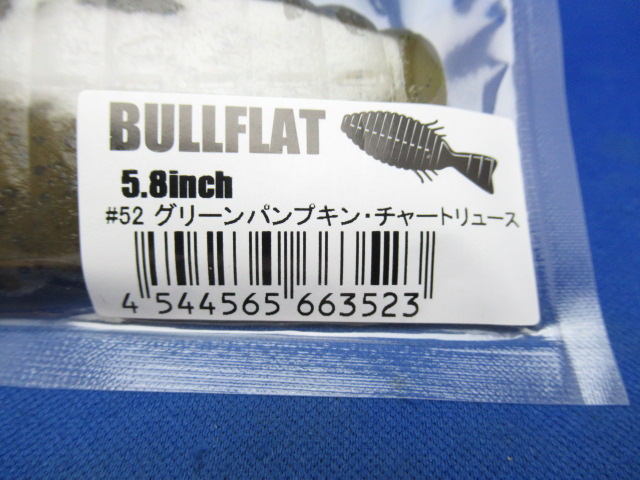 BULLFLAT
5.8inch
#52 グリーンパンプキン・チャートリュース
4 544565 663523